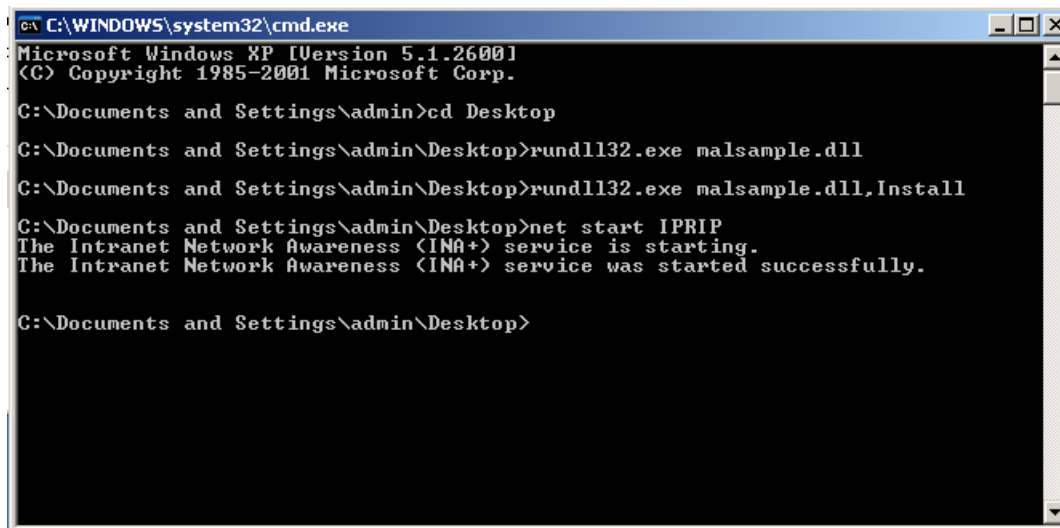 C:\WINDOWS\system32\cmd.exe
Microsoft Windows XP [Version 5.1.2600]
(C) Copyright 1985-2001 Microsoft Corp.
C:\Documents and Settings\admin>cd Desktop
C:\Documents and Settings\admin\Desktop>rundll32.exe malsample.dll
C:\Documents and Settings\admin\Desktop>rundll32.exe malsample.dll,Install
C:\Documents and Settings\admin\Desktop>net start IPRIP
The Intranet Network Awareness (INA+) service is starting.
The Intranet Network Awareness (INA+) service was started successfully.
C:\Documents and Settings\admin\Desktop>